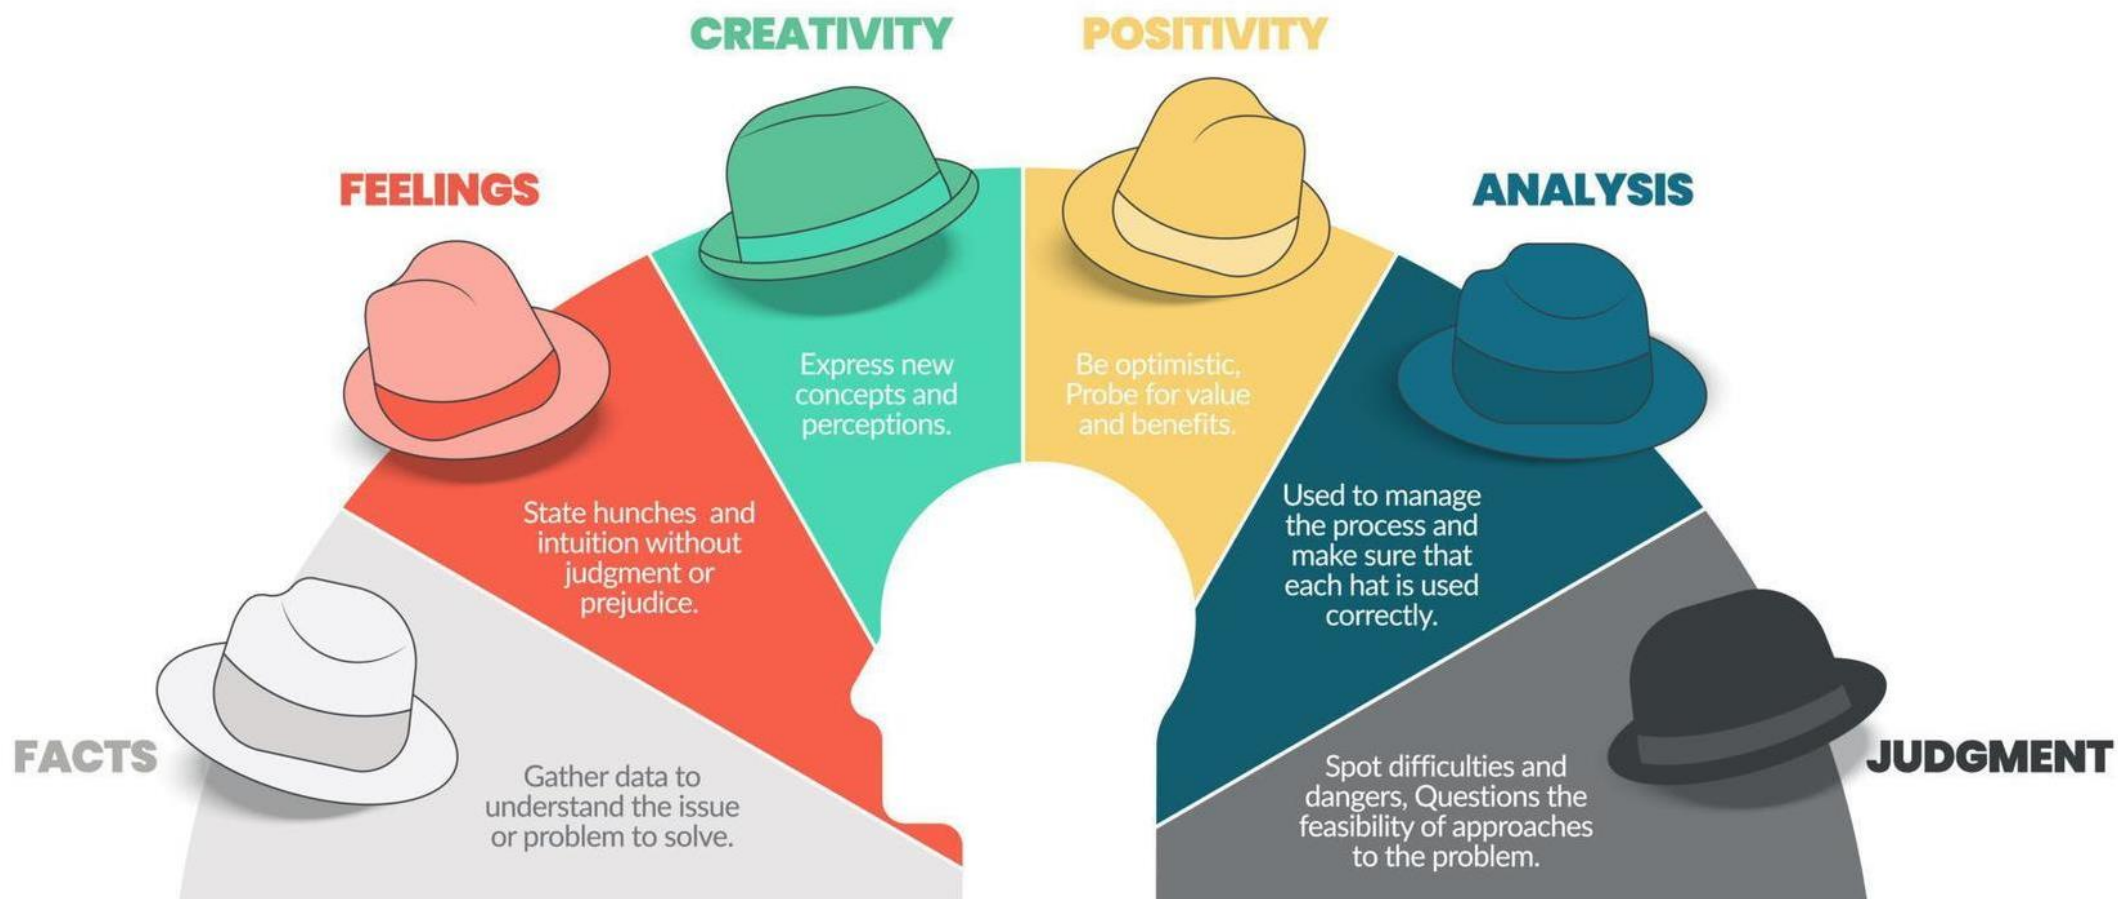 CREATIVITY
POSITIVITY
FEELINGS
ANALYSIS
Express new
concepts and
perceptions.
Be optimistic,
Probe for value
and benefits.
State hunches and
intuition without
judgment or
prejudice.
Used to manage
the process and
make sure that
each hat is used
correctly.
FACTS
Gather data to
understand the issue
or problem to solve.
Spot difficulties and
dangers, Questions the
feasibility of approaches
to the problem.
JUDGMENT